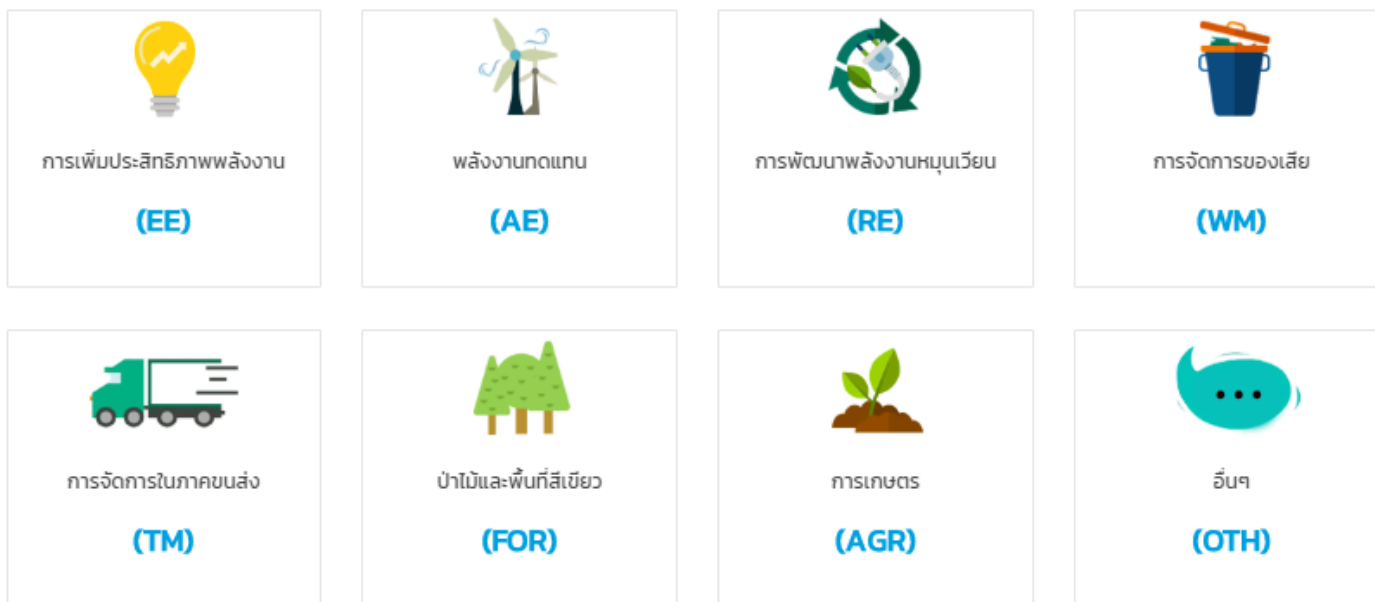 การเพิ่มประสิทธิภาพพลังงาน
(EE)
พลังงานทดแทน
(AE)
การพัฒนาพลังงานหมุนเวียน
(RE)
การจัดการของเสีย
(WM)
การจัดการในภาคขนส่ง
(TM)
ป่าไม้และพื้นที่สีเขียว
(FOR)
การเกษตร
(AGR)
อื่นๆ
(OTH)